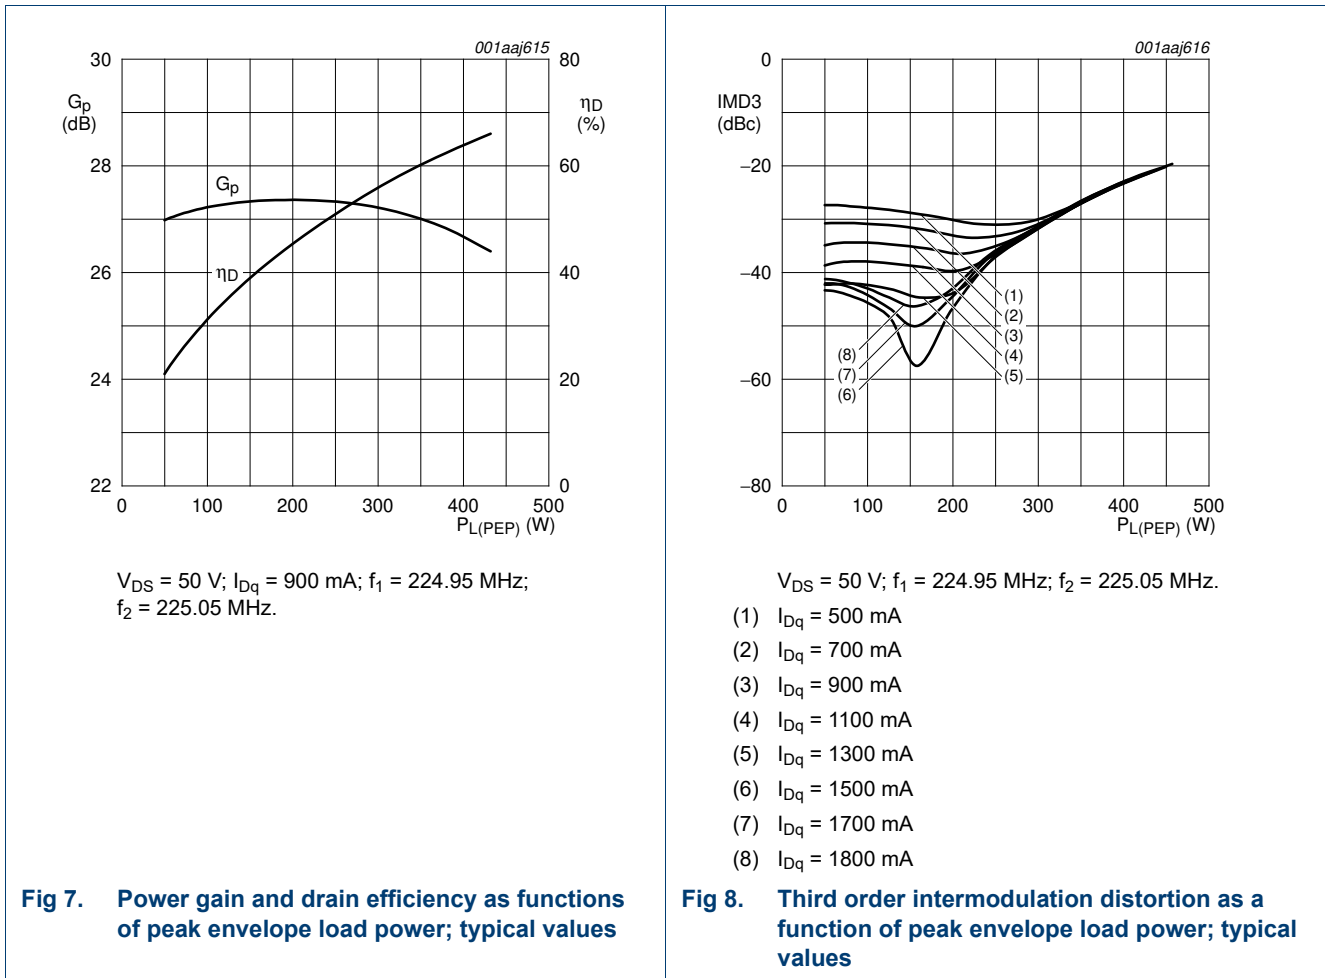 001aaj615
30
28
26
24
22
Gp
(dB)
80
60
40
20
0
ηD
(%)
Gp
ηD
0
100
200
300
400
500
PL(PEP) (W)
VDS = 50 V; IDq = 900 mA; f1 = 224.95 MHz;
f2 = 225.05 MHz.
Fig 7. Power gain and drain efficiency as functions
of peak envelope load power; typical values
001aaj616
0
−20
−40
−60
−80
IMD3
(dBc)
(1)
(2)
(3)
(4)
(5)
(8)
(7)
(6)
0
100
200
300
400
500
PL(PEP) (W)
VDS = 50 V; f1 = 224.95 MHz; f2 = 225.05 MHz.
(1) IDq = 500 mA
(2) IDq = 700 mA
(3) IDq = 900 mA
(4) IDq = 1100 mA
(5) IDq = 1300 mA
(6) IDq = 1500 mA
(7) IDq = 1700 mA
(8) IDq = 1800 mA
Fig 8. Third order intermodulation distortion as a
function of peak envelope load power; typical
values